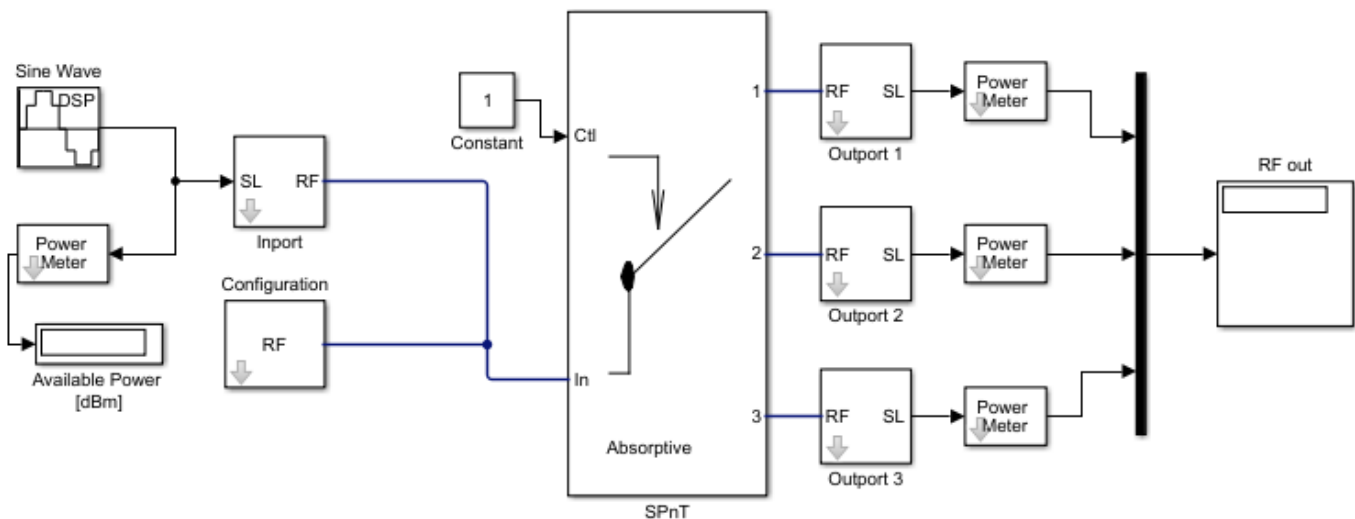 Sine Wave
DSP
Power
Meter
Available Power
[dBm]
SL
RF
Inport
Configuration
RF
1
Constant
Ctl
In
Absorptive
SPnT
1
2
3
RF
SL
Outport 1
RF
SL
Outport 2
RF
SL
Outport 3
Power
Meter
Power
Meter
Power
Meter
RF out